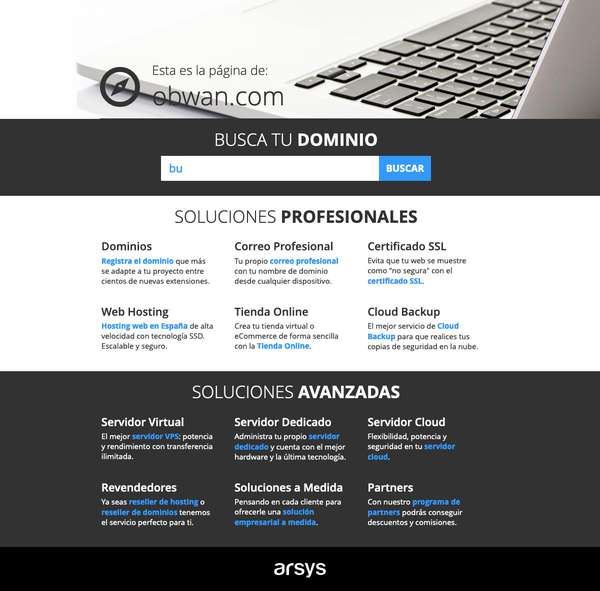 Esta es la página de:
obwan.com
BUSCA TU DOMINIO
bu
BUSCAR
SOLUCIONES PROFESIONALES
Dominios
Registra el dominio que más
se adapte a tu proyecto entre
cientos de nuevas extensiones.
Correo Profesional
Tu propio correo profesional
con tu nombre de dominio
desde cualquier dispositivo.
Certificado SSL
Evita que tu web se muestre
como "no segura" con el
certificado SSL.
Web Hosting
Hosting web en España de alta
velocidad con tecnología SSD.
Escalable y seguro.
Tienda Online
Crea tu tienda virtual o
eCommerce de forma sencilla
con la Tienda Online.
Cloud Backup
El mejor servicio de Cloud
Backup para que realices tus
copias de seguridad en la nube.
SOLUCIONES AVANZADAS
Servidor Virtual
El mejor servidor VPS: potencia
y rendimiento con transferencia
ilimitada.
Servidor Dedicado
Administra tu propio servidor
dedicado y cuenta con el mejor
hardware y la última tecnología.
Servidor Cloud
Flexibilidad, potencia y
seguridad en tu servidor
cloud.
Revendedores
Ya seas reseller de hosting o
reseller de dominios tenemos
el servicio perfecto para ti.
Soluciones a Medida
Pensando en cada cliente para
ofrecerle una solución
empresarial a medida.
Partners
Con nuestro programa de
partners podrás conseguir
descuentos y comisiones.
arsys